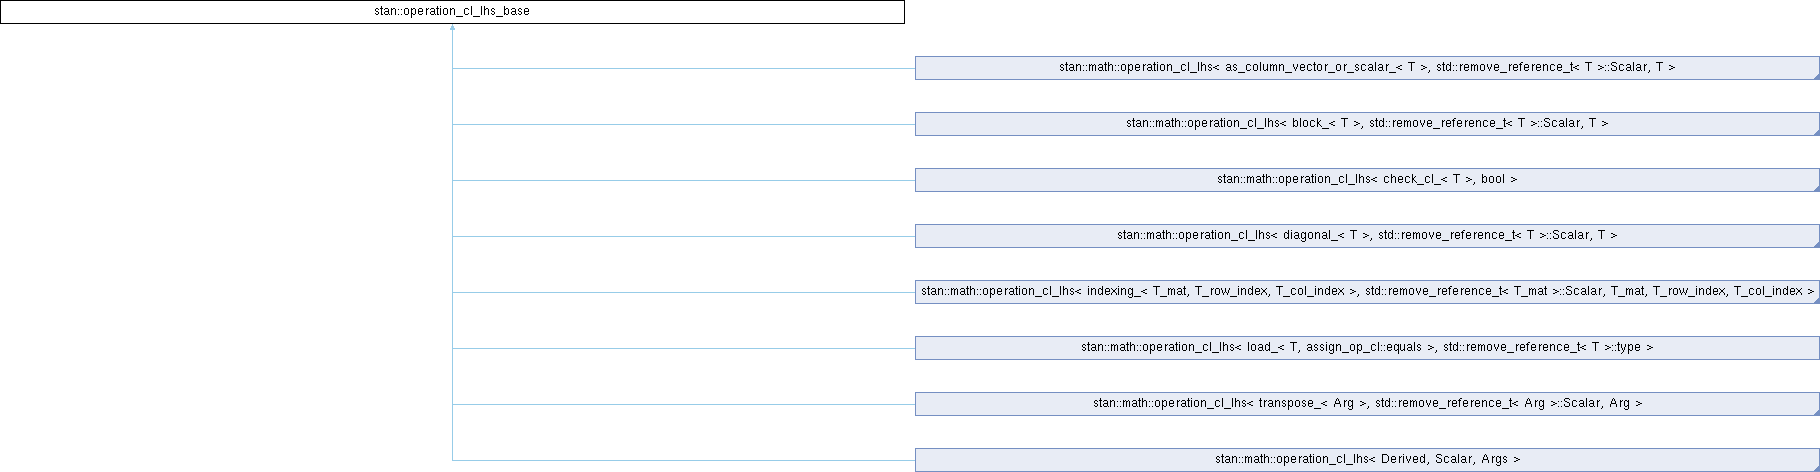 stan::operation_cl_lhs_base
stan::math::operation_cl_lhs< as_column_vector_or_scalar_< T >, std::remove_reference_t< T >::Scalar, T >
stan::math::operation_cl_lhs< block_< T >, std::remove_reference_t< T >::Scalar, T >
stan::math::operation_cl_lhs< check_cl_< T >, bool >
stan::math::operation_cl_lhs< diagonal_< T >, std::remove_reference_t< T >::Scalar, T >
stan::math::operation_cl_lhs< indexing_< T_mat, T_row_index, T_col_index >, std::remove_reference_t< T_mat >::Scalar, T_mat, T_row_index, T_col_index >
stan::math::operation_cl_lhs< load_< T, assign_op_cl::equals >, std::remove_reference_t< T >::type >
stan::math::operation_cl_lhs< transpose_< Arg >, std::remove_reference_t< Arg >::Scalar, Arg >
stan::math::operation_cl_lhs< Derived, Scalar, Args >